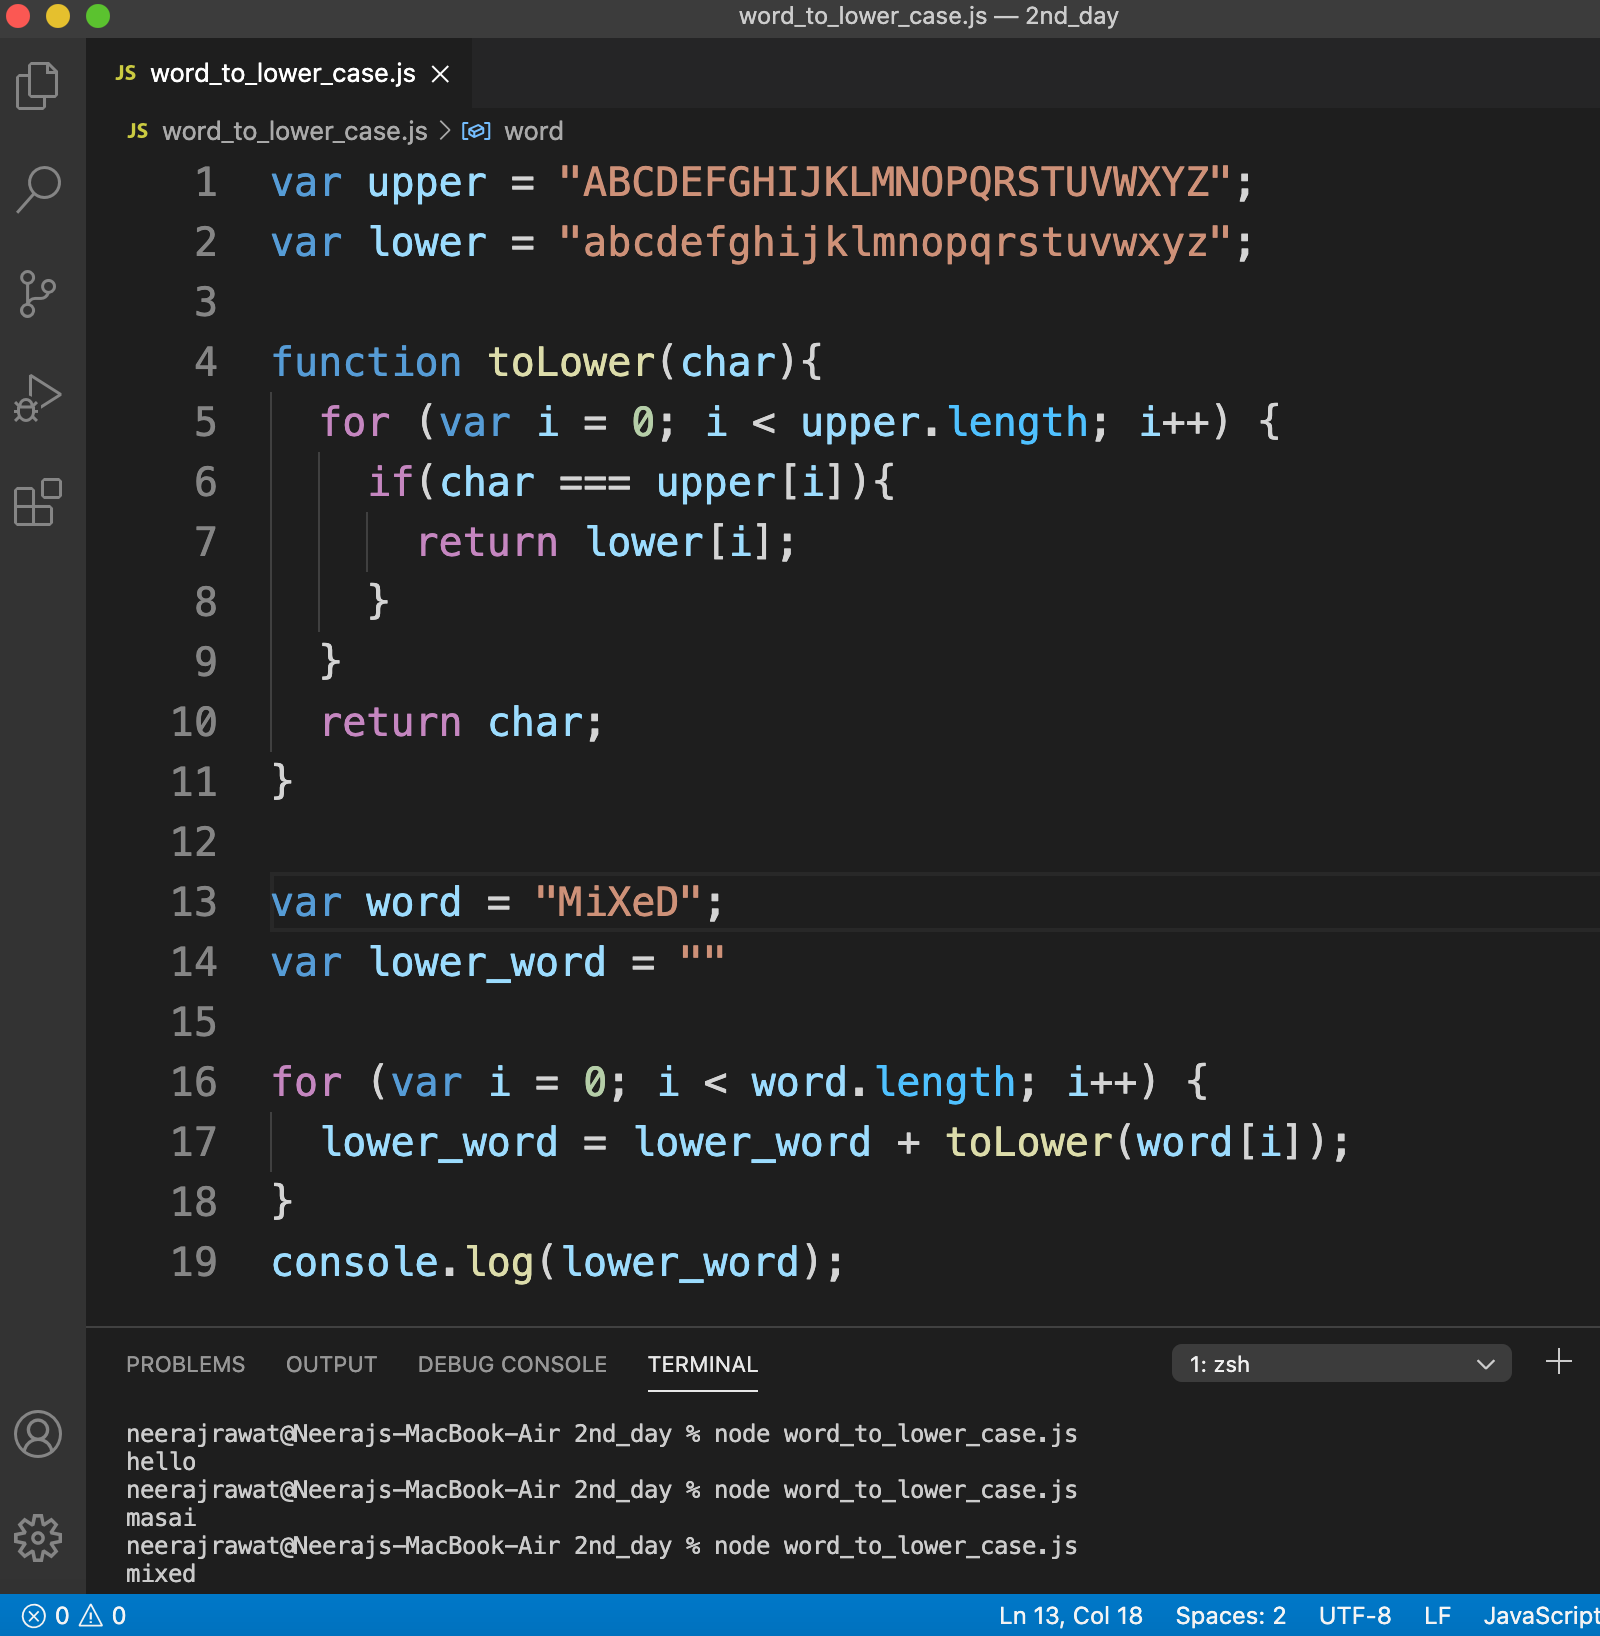 word_to_lower_case.js — 2nd_day
JS word_to_lower_case.js
JS word_to_lower_case.js > word
1 var upper = "ABCDEFGHIJKLMNOPQRSTUVWXYZ";
2 var lower = "abcdefghijklmnopqrstuvwxyz";
3
4 function toLower(char){
5   for (var i = 0; i < upper.length; i++) {
6     if(char === upper[i]){
7       return lower[i];
8     }
9   }
10   return char;
11 }
12
13 var word = "MiXeD";
14 var lower_word = ""
15
16 for (var i = 0; i < word.length; i++) {
17   lower_word = lower_word + toLower(word[i]);
18 }
19 console.log(lower_word);
PROBLEMS OUTPUT DEBUG CONSOLE TERMINAL 1: zsh
neerajrawat@Neerajs-MacBook-Air 2nd_day % node word_to_lower_case.js
hello
neerajrawat@Neerajs-MacBook-Air 2nd_day % node word_to_lower_case.js
masai
neerajrawat@Neerajs-MacBook-Air 2nd_day % node word_to_lower_case.js
mixed
0 0 Ln 13, Col 18 Spaces: 2 UTF-8 LF JavaScript